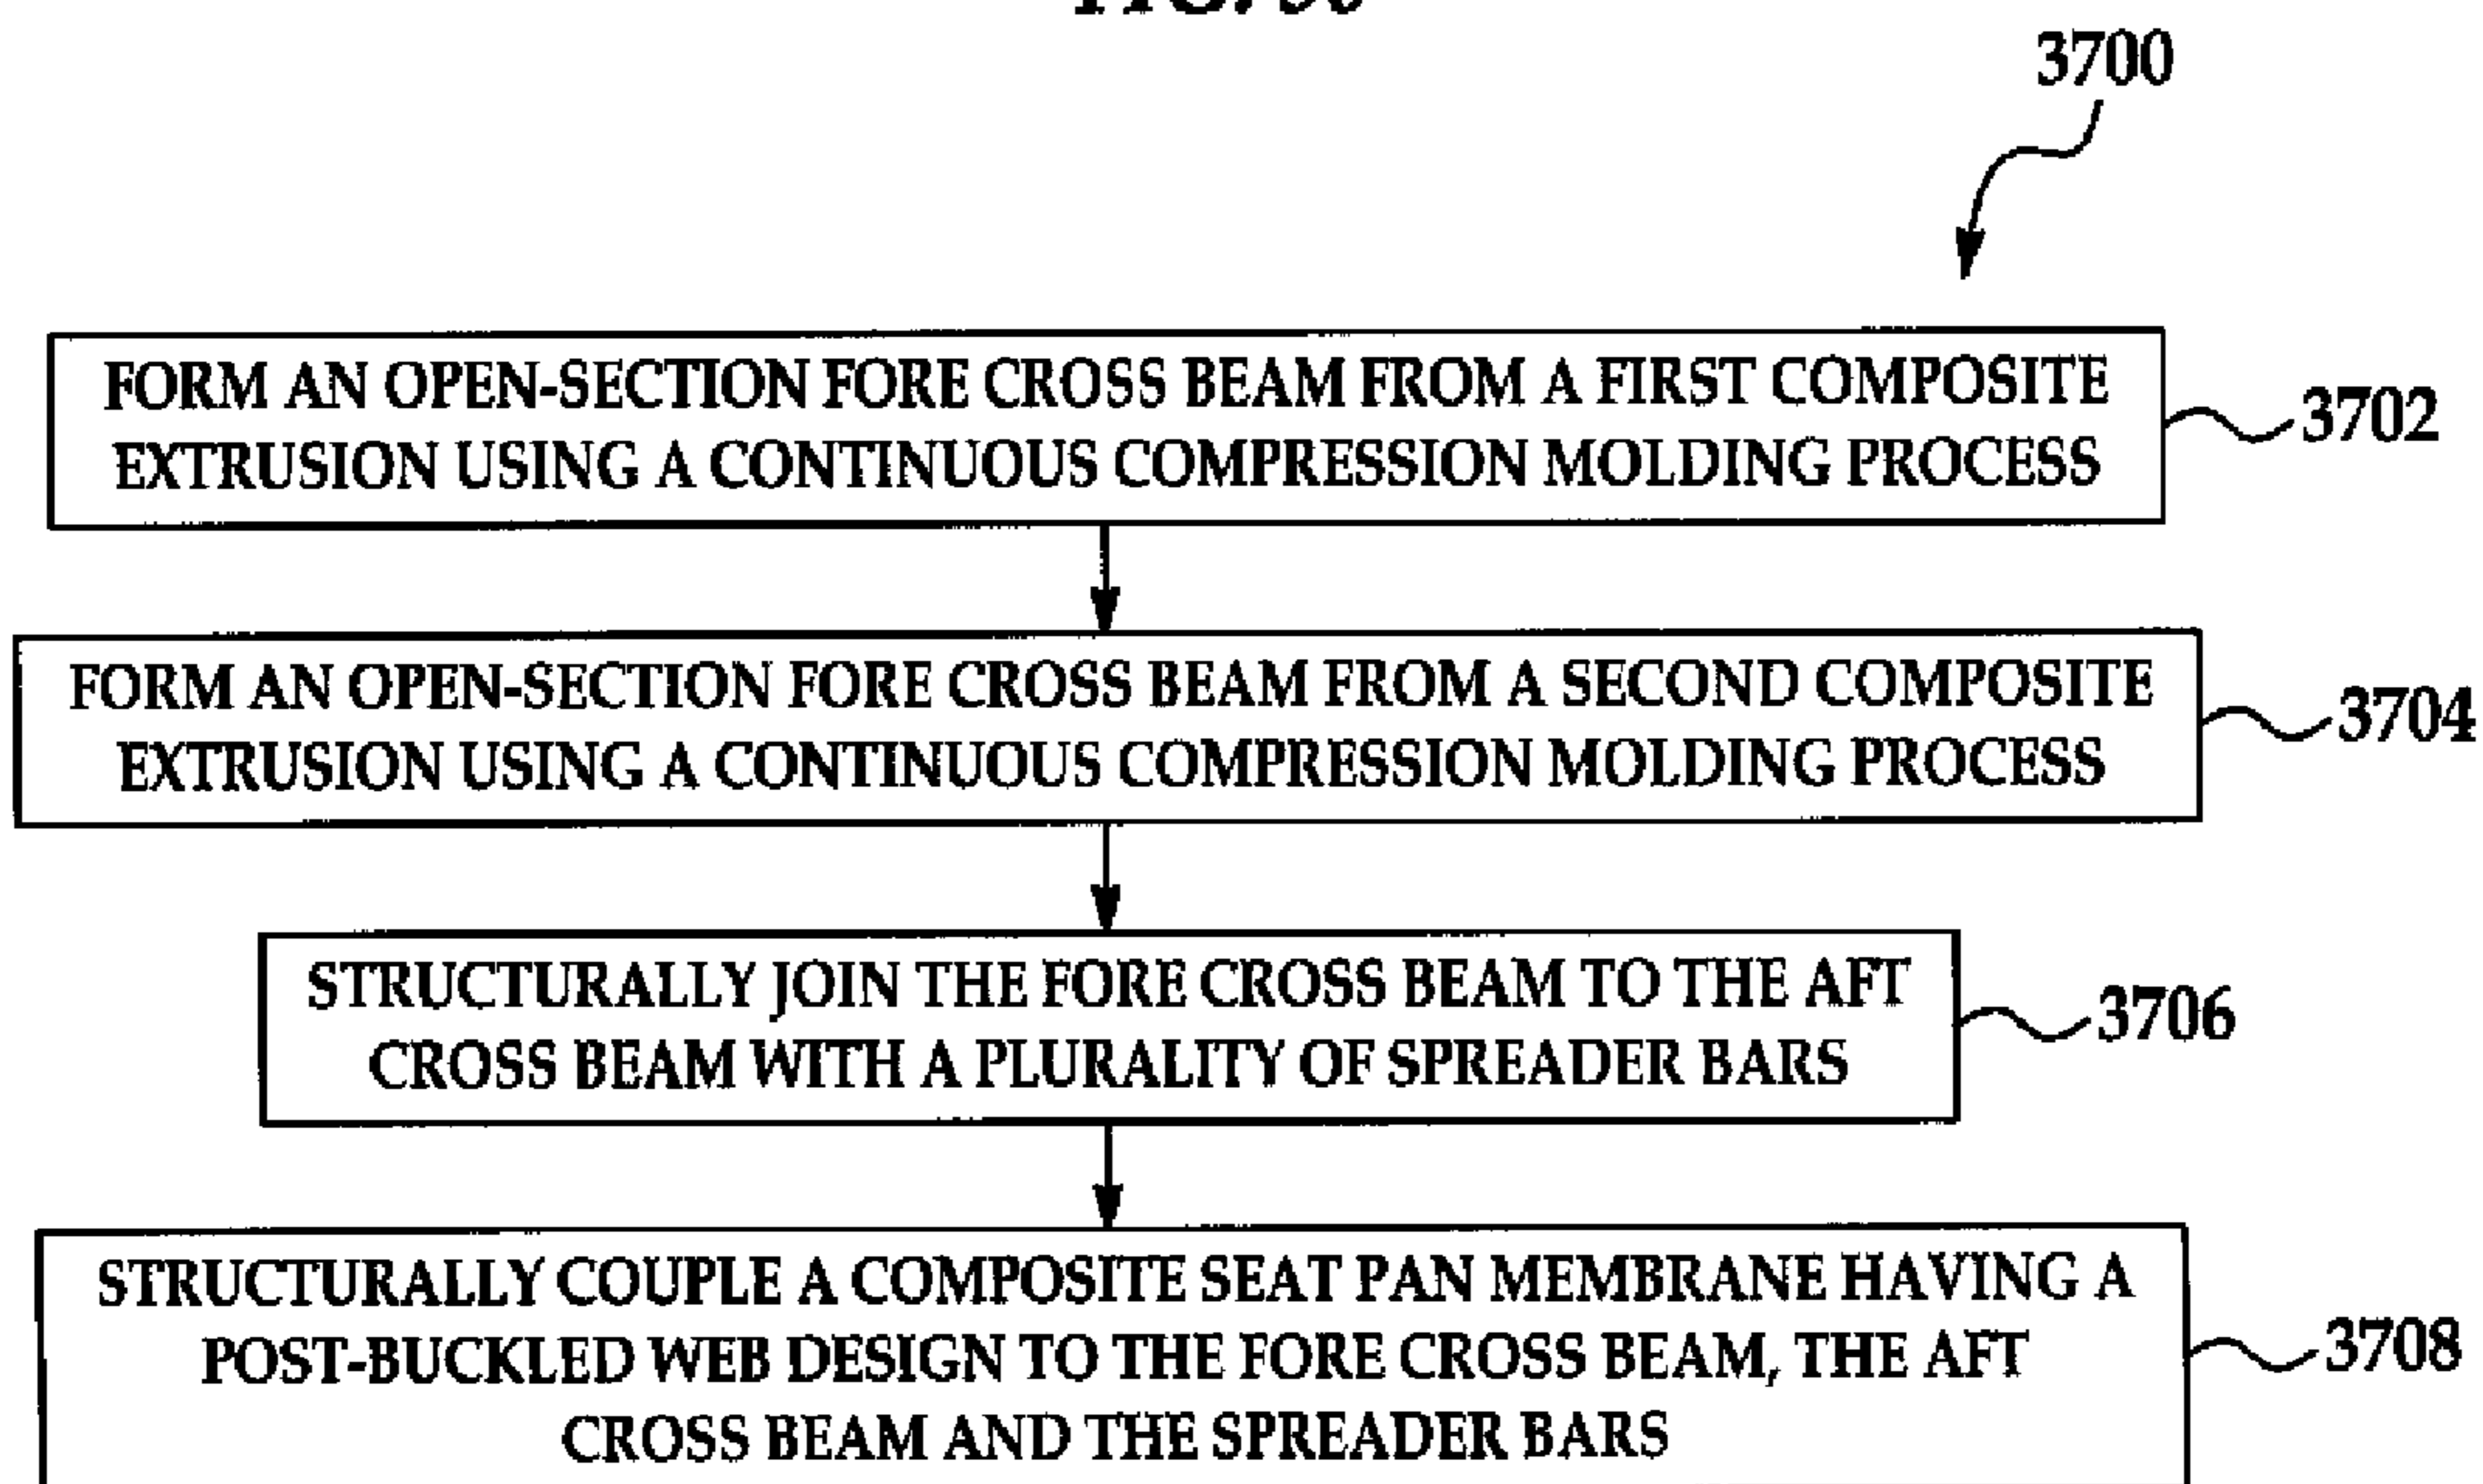 3700
FORM AN OPEN-SECTION FORE CROSS BEAM FROM A FIRST COMPOSITE
EXTRUSION USING A CONTINUOUS COMPRESSION MOLDING PROCESS
3702
FORM AN OPEN-SECTION FORE CROSS BEAM FROM A SECOND COMPOSITE
EXTRUSION USING A CONTINUOUS COMPRESSION MOLDING PROCESS
3704
STRUCTURALLY JOIN THE FORE CROSS BEAM TO THE AFT
CROSS BEAM WITH A PLURALITY OF SPREADER BARS
3706
STRUCTURALLY COUPLE A COMPOSITE SEAT PAN MEMBRANE HAVING A
POST-BUCKLED WEB DESIGN TO THE FORE CROSS BEAM, THE AFT
CROSS BEAM AND THE SPREADER BARS
3708